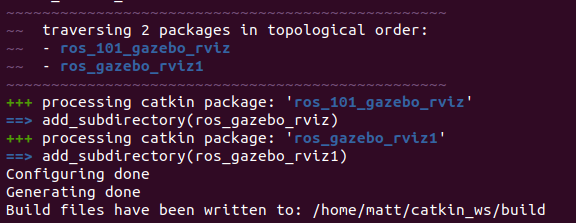 ~~~~~~~~~~~~~~~~~~~~~~~~~~~~~~~~~~~~~~~~~~~~~~~~~
~~  traversing 2 packages in topological order:
~~  - ros_101_gazebo_rviz
~~  - ros_gazebo_rviz1
~~~~~~~~~~~~~~~~~~~~~~~~~~~~~~~~~~~~~~~~~~~~~~~~~
+++ processing catkin package: 'ros_101_gazebo_rviz'
==> add_subdirectory(ros_gazebo_rviz)
+++ processing catkin package: 'ros_gazebo_rviz1'
==> add_subdirectory(ros_gazebo_rviz1)
Configuring done
Generating done
Build files have been written to: /home/matt/catkin_ws/build